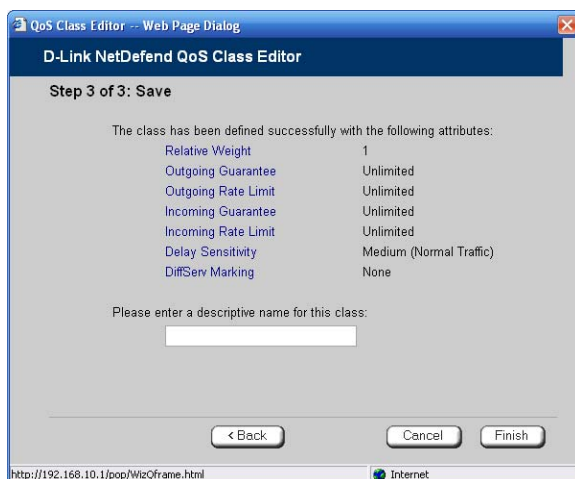 QoS Class Editor -- Web Page Dialog
D-Link NetDefend QoS Class Editor
Step 3 of 3: Save
The class has been defined successfully with the following attributes:
Relative Weight 1
Outgoing Guarantee Unlimited
Outgoing Rate Limit Unlimited
Incoming Guarantee Unlimited
Incoming Rate Limit Unlimited
Delay Sensitivity Medium (Normal Traffic)
DiffServ Marking None
Please enter a descriptive name for this class:
< Back Cancel Finish
http://192.168.10.1/pop/WizQframe.html Internet